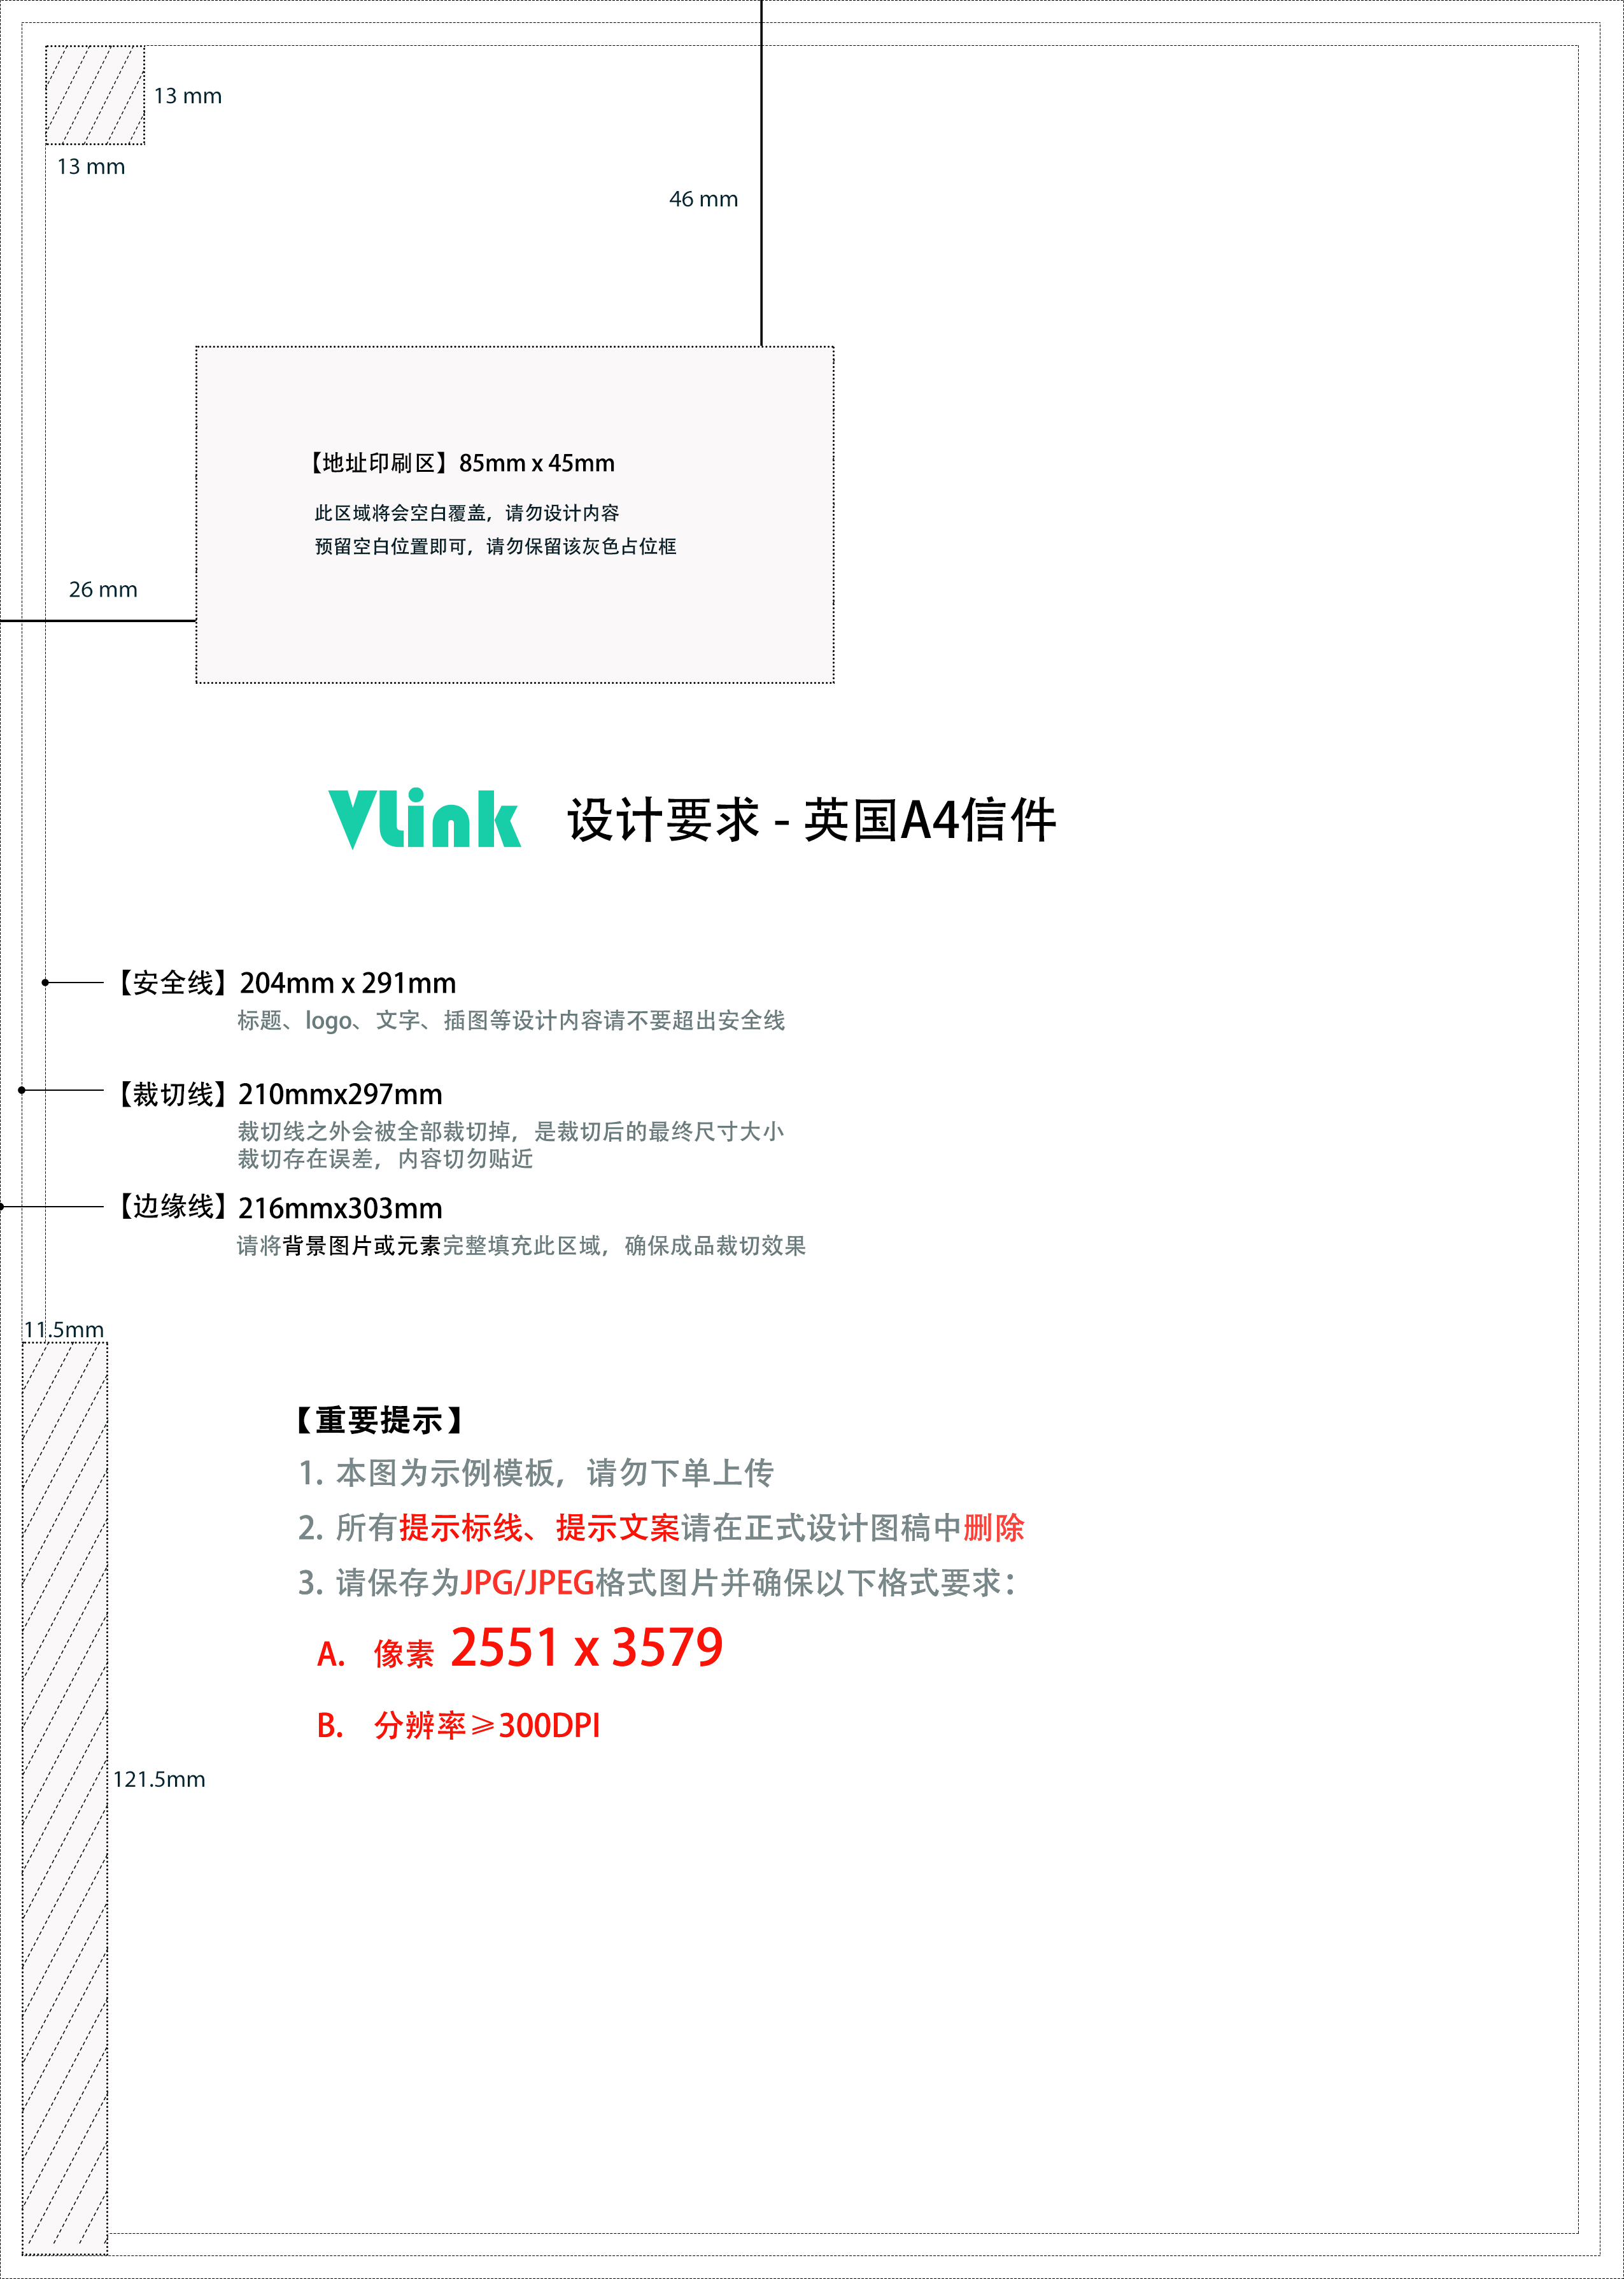 13 mm
13 mm
46 mm
【地址印刷区】85mm x 45mm
此区域将会空白覆盖，请勿设计内容
预留空白位置即可，请勿保留该灰色占位框
26 mm
Vlink 设计要求 - 英国A4信件
【安全线】204mm x 291mm
标题、logo、文字、插图等设计内容请不要超出安全线
【裁切线】210mmx297mm
裁切线之外会被全部裁切掉，是裁切后的最终尺寸大小
裁切存在误差，内容切勿贴近
【边缘线】216mmx303mm
请将背景图片或元素完整填充此区域，确保成品裁切效果
11.5mm
【重要提示】
1. 本图为示例模板，请勿下单上传
2. 所有提示标线、提示文案请在正式设计图稿中删除
3. 请保存为JPG/JPEG格式图片并确保以下格式要求：
A. 像素 2551 x 3579
B. 分辨率≥300DPI
121.5mm